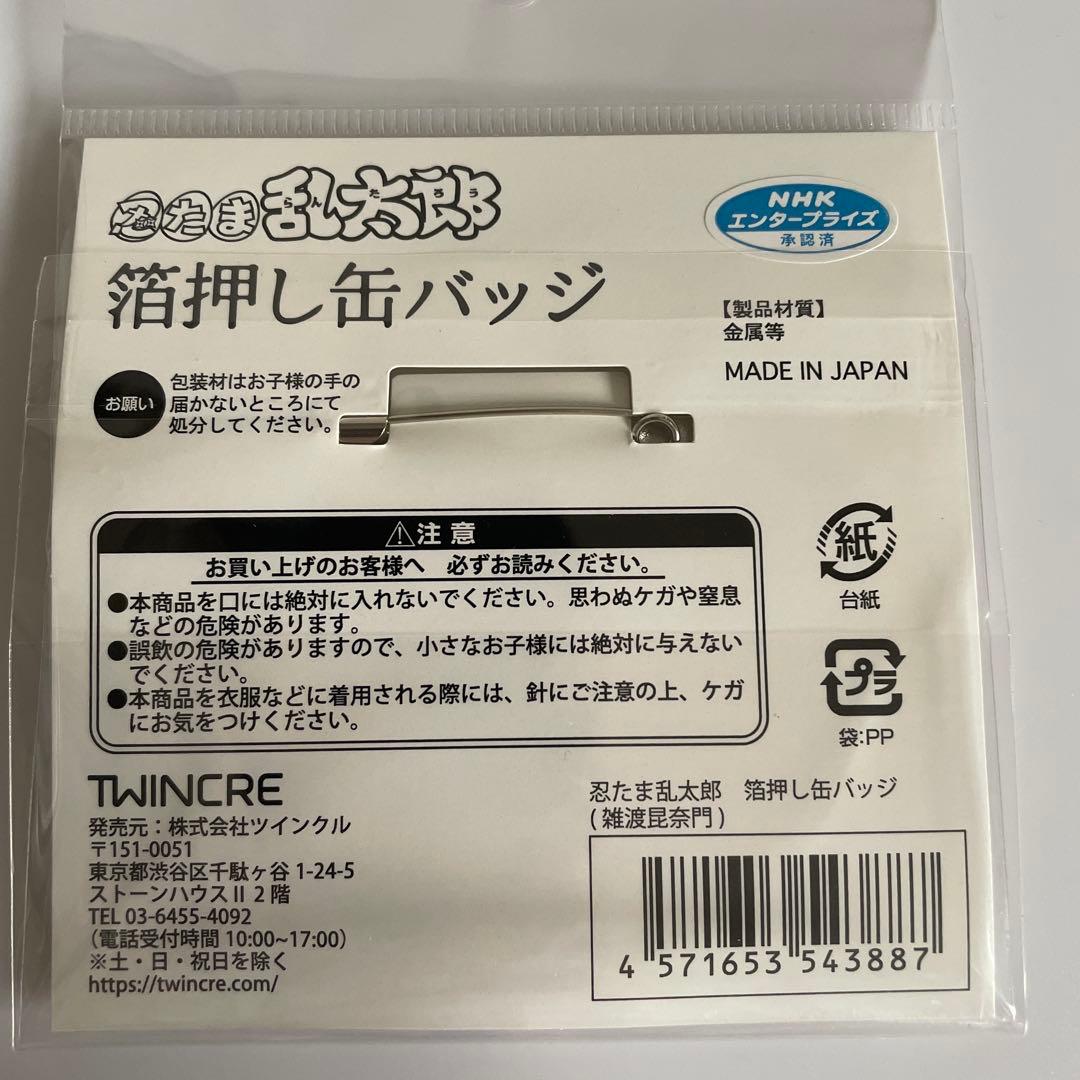 忍たま乱太郎
らんたろう
箔押し缶バッジ
NHK
エンタープライズ
承認済
【製品材質】
金属等
MADE IN JAPAN
お願い
包装材はお子様の手の
届かないところにて
処分してください。
⚠注意
お買い上げのお客様へ　必ずお読みください。
●本商品を口には絶対に入れないでください。思わぬケガや窒息
などの危険があります。
●誤飲の危険がありますので、小さなお子様には絶対に与えない
でください。
●本商品を衣服などに着用される際には、針にご注意の上、ケガ
にお気をつけください。
紙
台紙
プラ
袋:PP
TWINCRE
発売元：株式会社ツインクル
〒151-0051
東京都渋谷区千駄ヶ谷 1-24-5
ストーンハウスⅡ 2階
TEL 03-6455-4092
（電話受付時間 10:00~17:00）
※土・日・祝日を除く
https://twincre.com/
忍たま乱太郎　箔押し缶バッジ
(雑渡昆奈門)
4 571653 543887